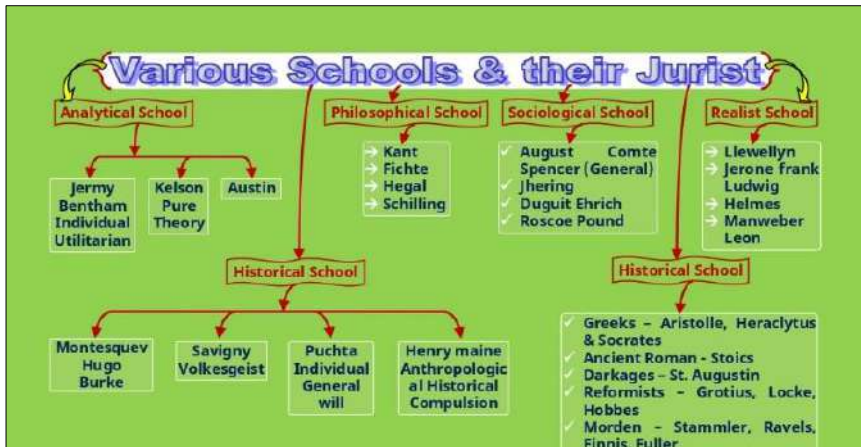 Various Schools & their Jurist
Analytical School
Jermy
Bentham
Individual
Utilitarian
Kelson
Pure
Theory
Austin
Philosophical School
Kant
Fichte
Hegal
Schilling
Sociological School
August Comte
Spencer (General)
Jhering
Duguit Ehrich
Roscoe Pound
Realist School
Llewellyn
Jerone frank
Ludwig
Helmes
Manweber
Leon
Historical School
Montesquev
Hugo
Burke
Savigny
Volkesgeist
Puchta
Individual
General
will
Henry maine
Anthropologic
al Historical
Compulsion
Historical School
Greeks – Aristolle, Heraclytus
& Socrates
Ancient Roman - Stoics
Darkages – St. Augustin
Reformists – Grotius, Locke,
Hobbes
Morden – Stammler, Ravels,
Finnis, Fuller